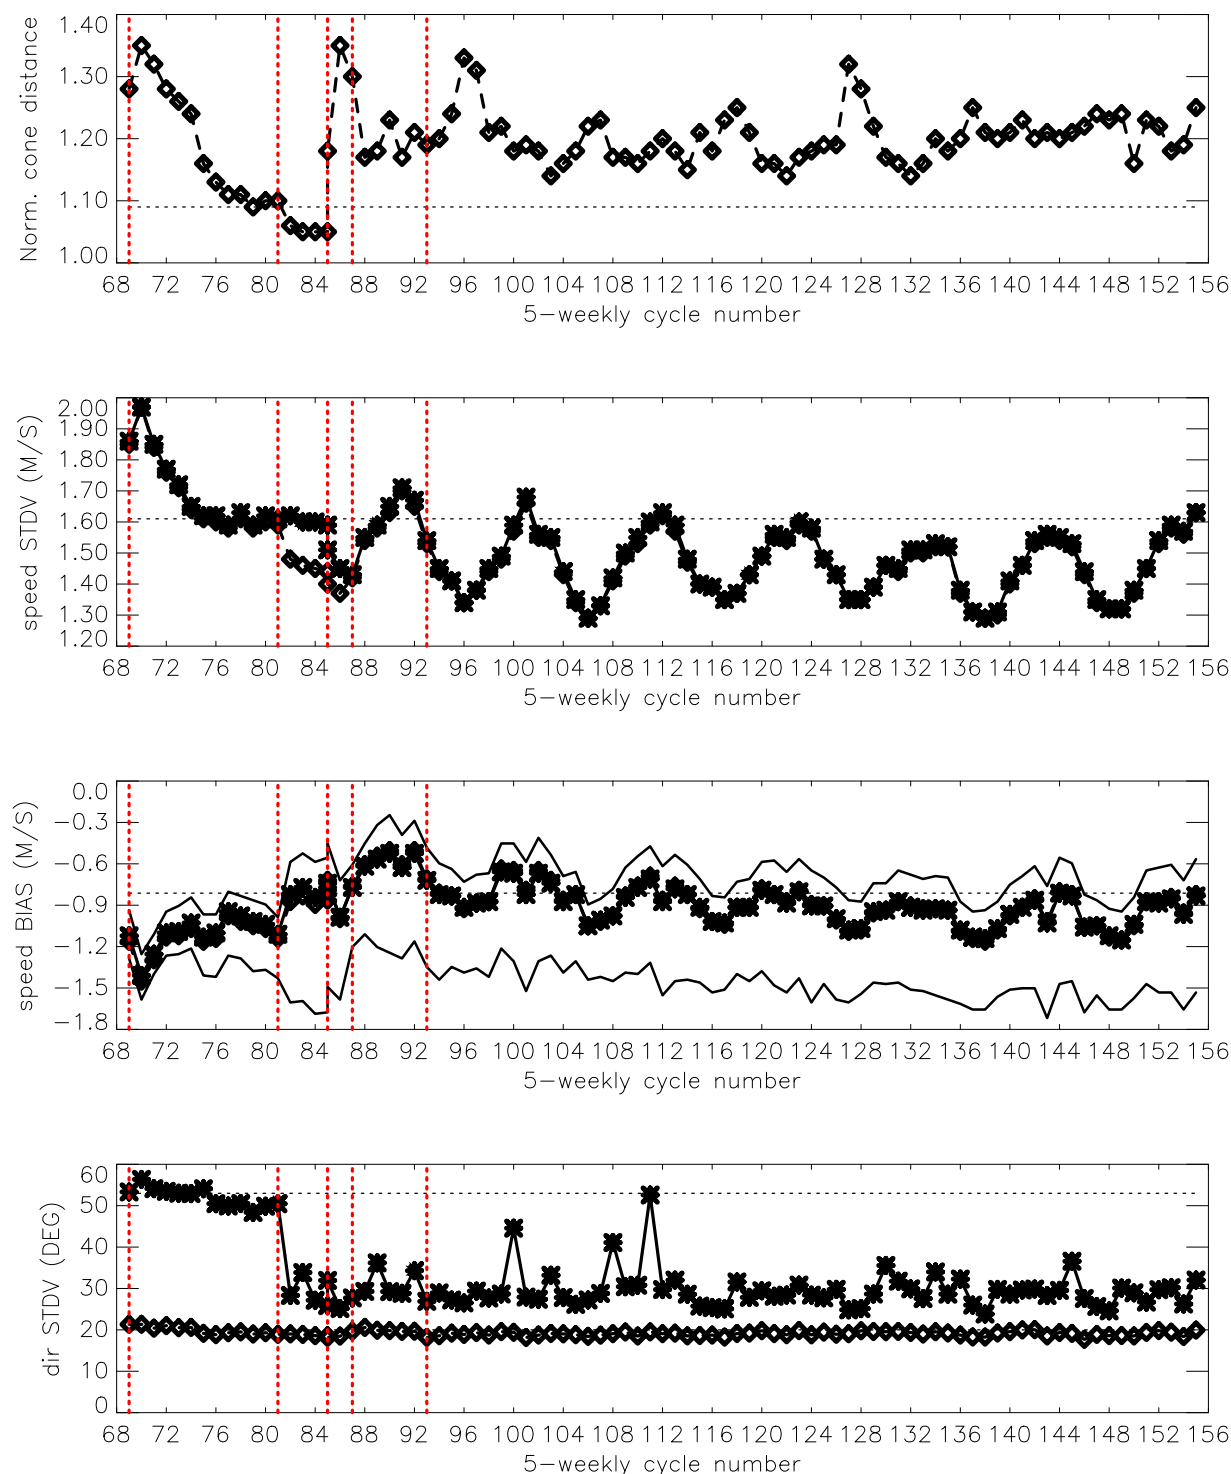 Norm. cone distance
1.40
1.30
1.20
1.10
1.00
68 72 76 80 84 88 92 96 100 104 108 112 116 120 124 128 132 136 140 144 148 152 156
5-weekly cycle number
speed STDV (M/S)
2.00
1.90
1.80
1.70
1.60
1.50
1.40
1.30
1.20
68 72 76 80 84 88 92 96 100 104 108 112 116 120 124 128 132 136 140 144 148 152 156
5-weekly cycle number
speed BIAS (M/S)
0.0
-0.3
-0.6
-0.9
-1.2
-1.5
-1.8
68 72 76 80 84 88 92 96 100 104 108 112 116 120 124 128 132 136 140 144 148 152 156
5-weekly cycle number
dir STDV (DEG)
60
50
40
30
20
10
0
68 72 76 80 84 88 92 96 100 104 108 112 116 120 124 128 132 136 140 144 148 152 156
5-weekly cycle number